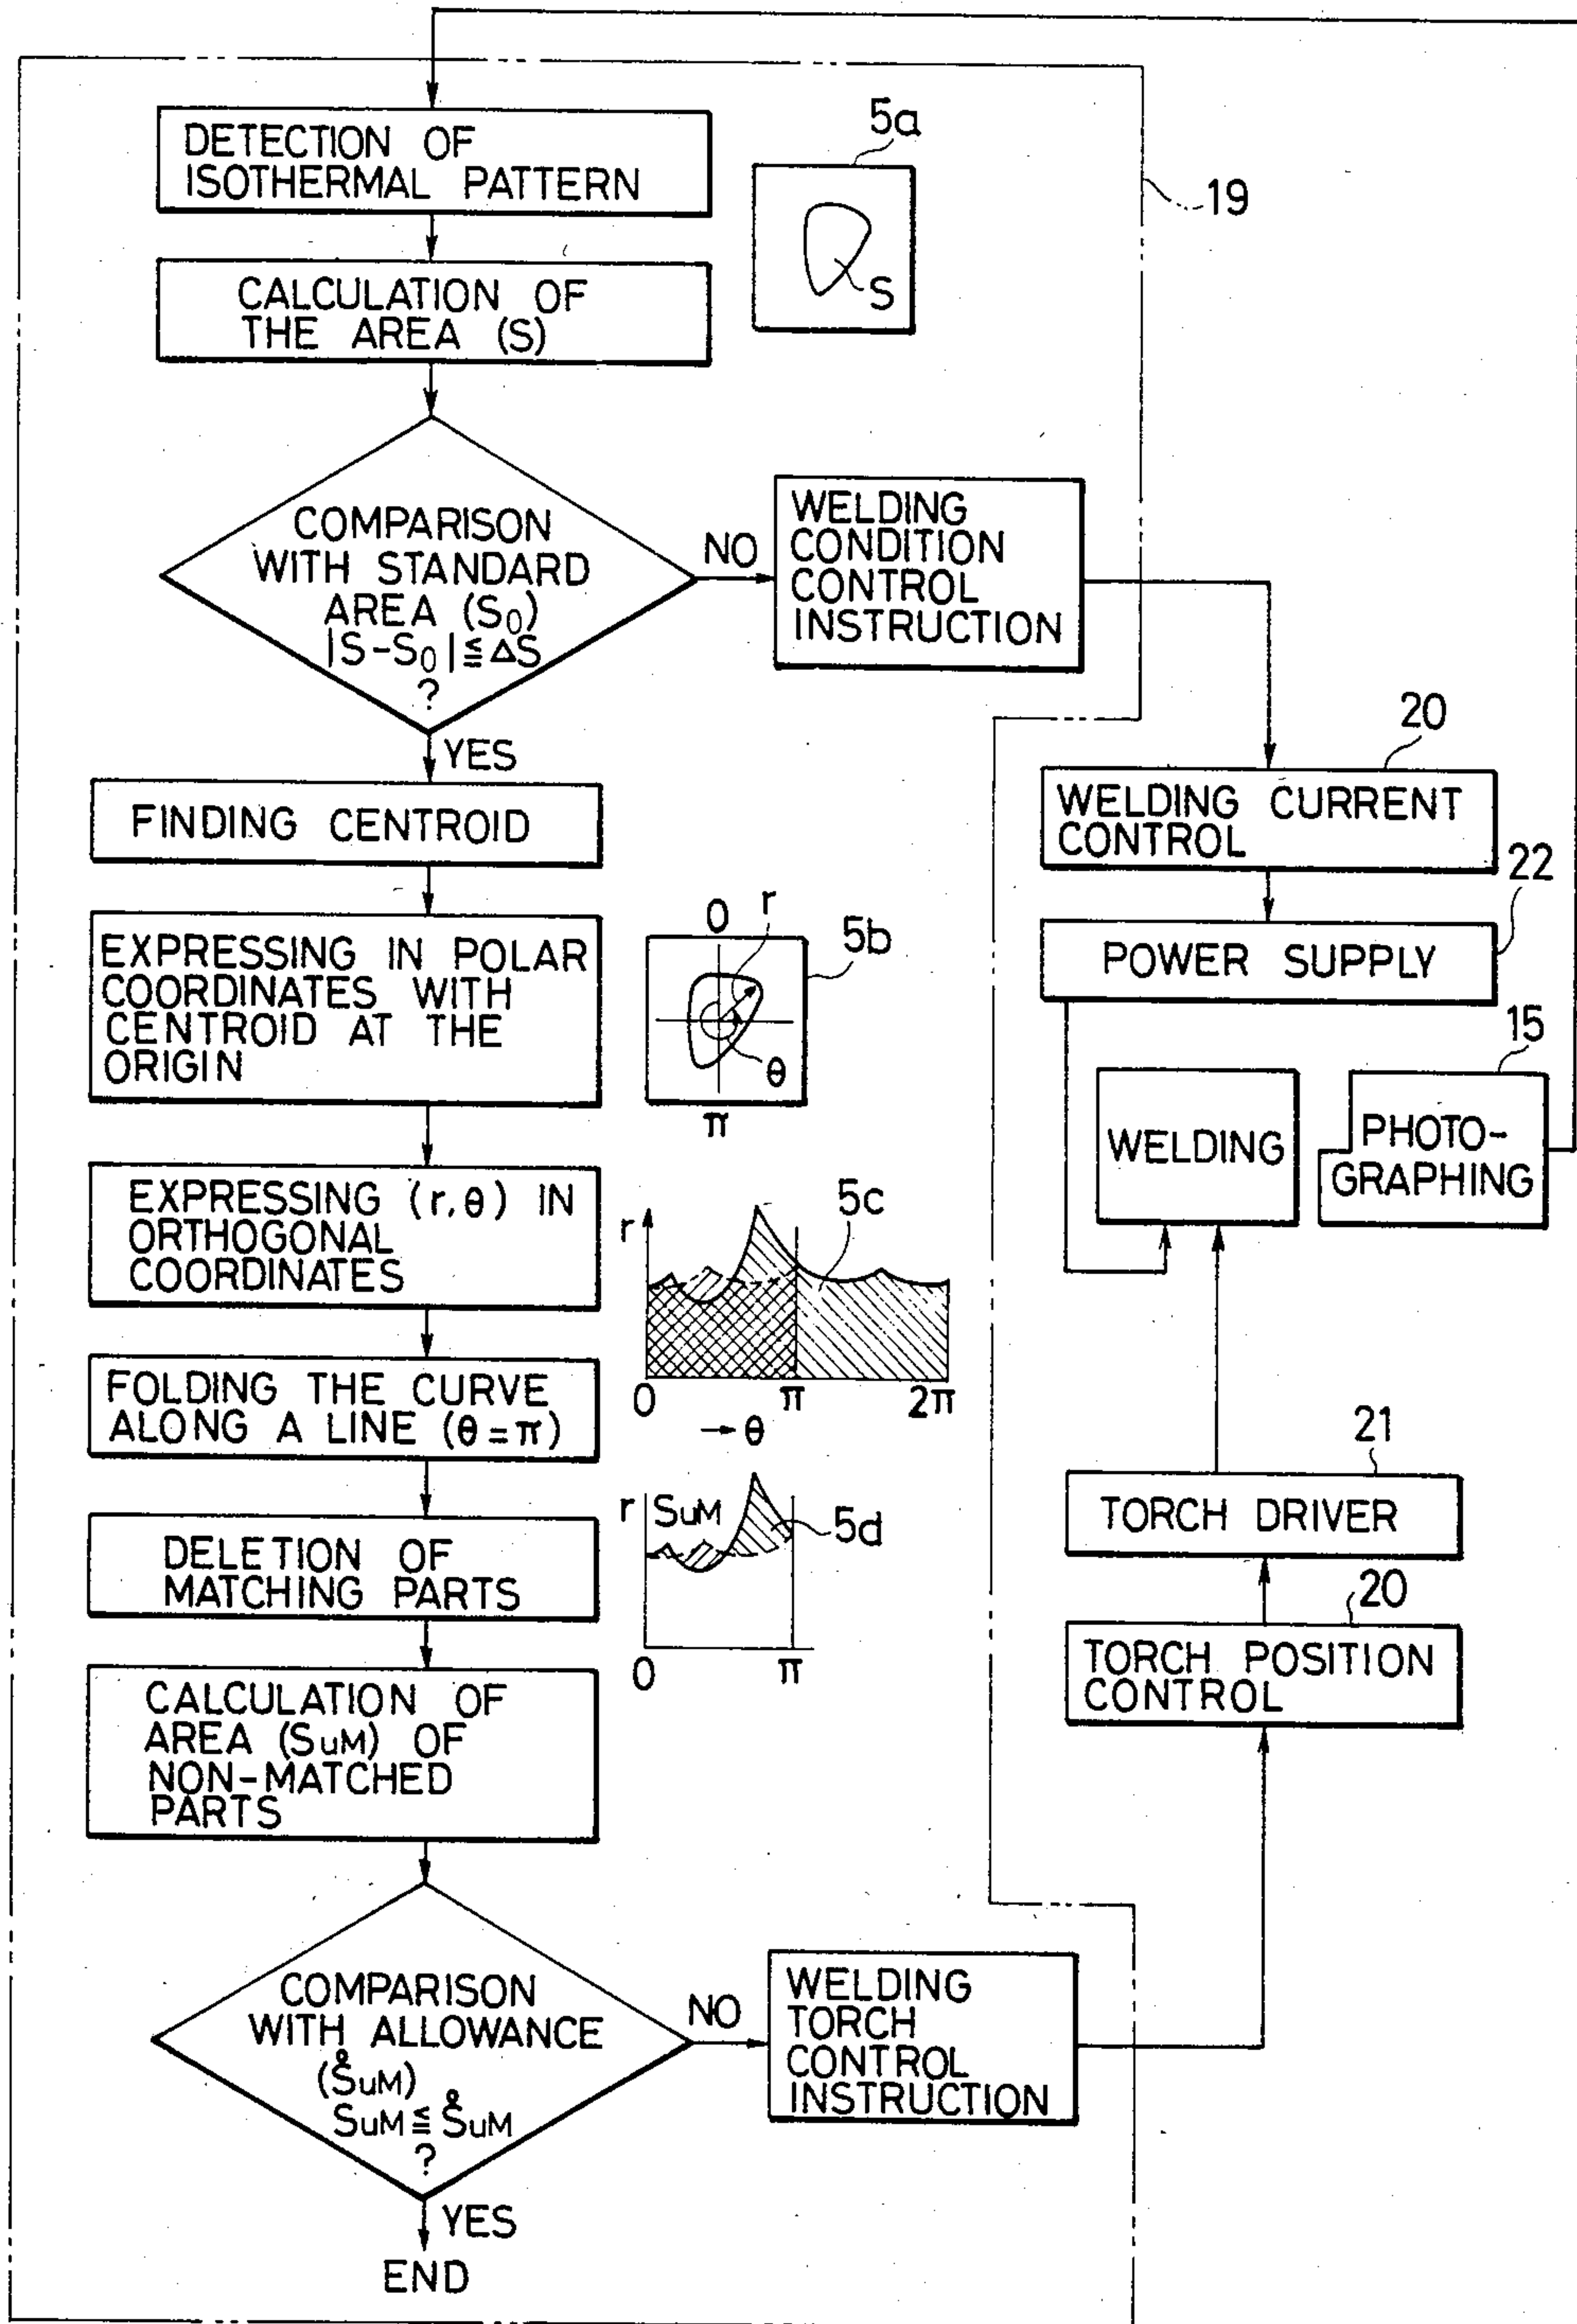 DETECTION OF
ISOTHERMAL PATTERN
5a
S
19
CALCULATION OF
THE AREA (S)
COMPARISON
WITH STANDARD
AREA (S0)
|S-S0|≦ΔS
?
NO
WELDING
CONDITION
CONTROL
INSTRUCTION
YES
FINDING CENTROID
EXPRESSING IN POLAR
COORDINATES WITH
CENTROID AT THE
ORIGIN
0
r
5b
θ
π
EXPRESSING (r,θ) IN
ORTHOGONAL
COORDINATES
r
5c
0
π
2π
→ θ
FOLDING THE CURVE
ALONG A LINE (θ=π)
DELETION OF
MATCHING PARTS
r
SuM
5d
0
π
CALCULATION OF
AREA (SuM) OF
NON-MATCHED
PARTS
COMPARISON
WITH ALLOWANCE
(S̊uM)
SuM≦S̊uM
?
NO
WELDING
TORCH
CONTROL
INSTRUCTION
YES
END
20
WELDING CURRENT
CONTROL
22
POWER SUPPLY
15
WELDING
PHOTO-
GRAPHING
21
TORCH DRIVER
20
TORCH POSITION
CONTROL